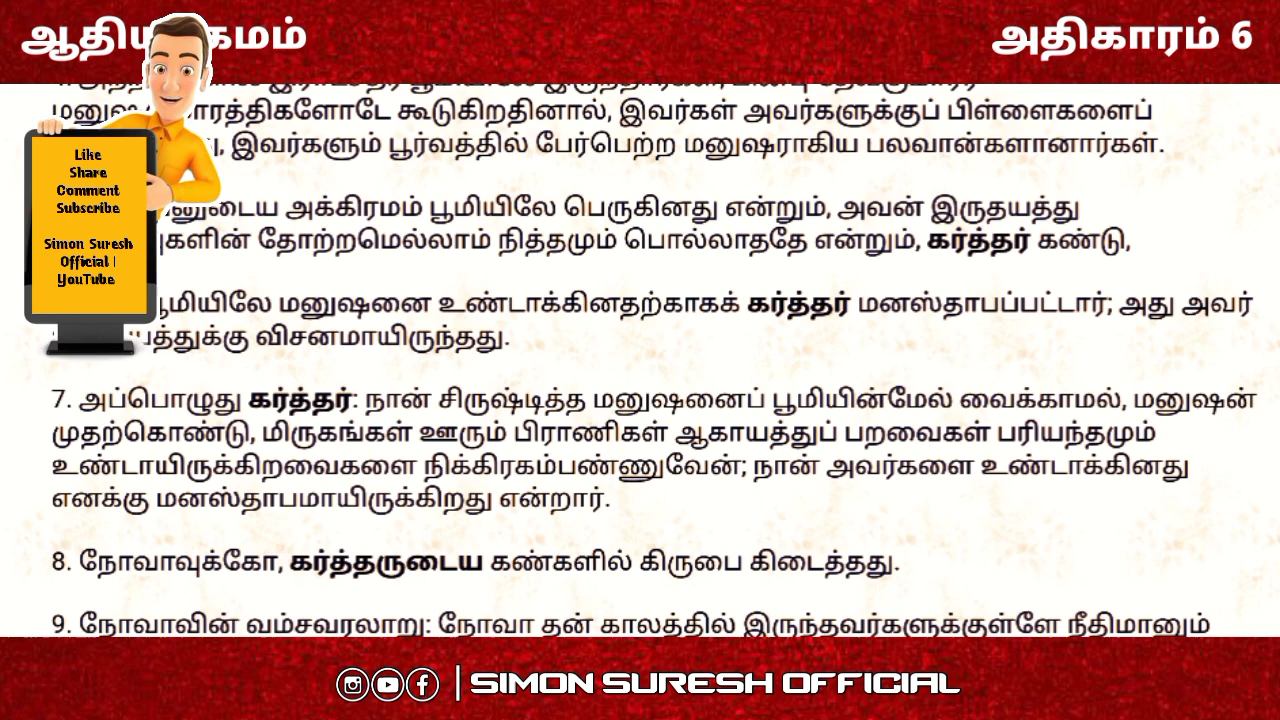 அதிகாரம் 6
கூடுகிறதினால், இவர்கள் அவர்களுக்குப் பிள்ளைகளைப்
இவர்களும் பூர்வத்தில் பேர்பெற்ற மனுஷராகிய பலவான்களானார்கள்.
அக்கிரமம் பூமியிலே பெருகினது என்றும், அவன் இருதயத்து
தோற்றமெல்லாம் நித்தமும் பொல்லாததே என்றும், கர்த்தர் கண்டு,
மனுஷனை உண்டாக்கினதற்காகக் கர்த்தர் மனஸ்தாபப்பட்டார்; அது அவர்
விசனமாயிருந்தது.
7. அப்பொழுது கர்த்தர்: நான் சிருஷ்டித்த மனுஷனைப் பூமியின்மேல் வைக்காமல், மனுஷன்
முதற்கொண்டு, மிருகங்கள் ஊரும் பிராணிகள் ஆகாயத்துப் பறவைகள் பரியந்தமும்
உண்டாயிருக்கிறவைகளை நிக்கிரகம்பண்ணுவேன்; நான் அவர்களை உண்டாக்கினது
எனக்கு மனஸ்தாபமாயிருக்கிறது என்றார்.
8. நோவாவுக்கோ, கர்த்தருடைய கண்களில் கிருபை கிடைத்தது.
9. நோவாவின் வம்சவரலாறு: நோவா தன் காலத்தில் இருந்தவர்களுக்குள்ளே நீதிமானும்
Like
Share
Comment
Subscribe
Simon Suresh
Official |
YouTube
| SIMON SURESH OFFICIAL